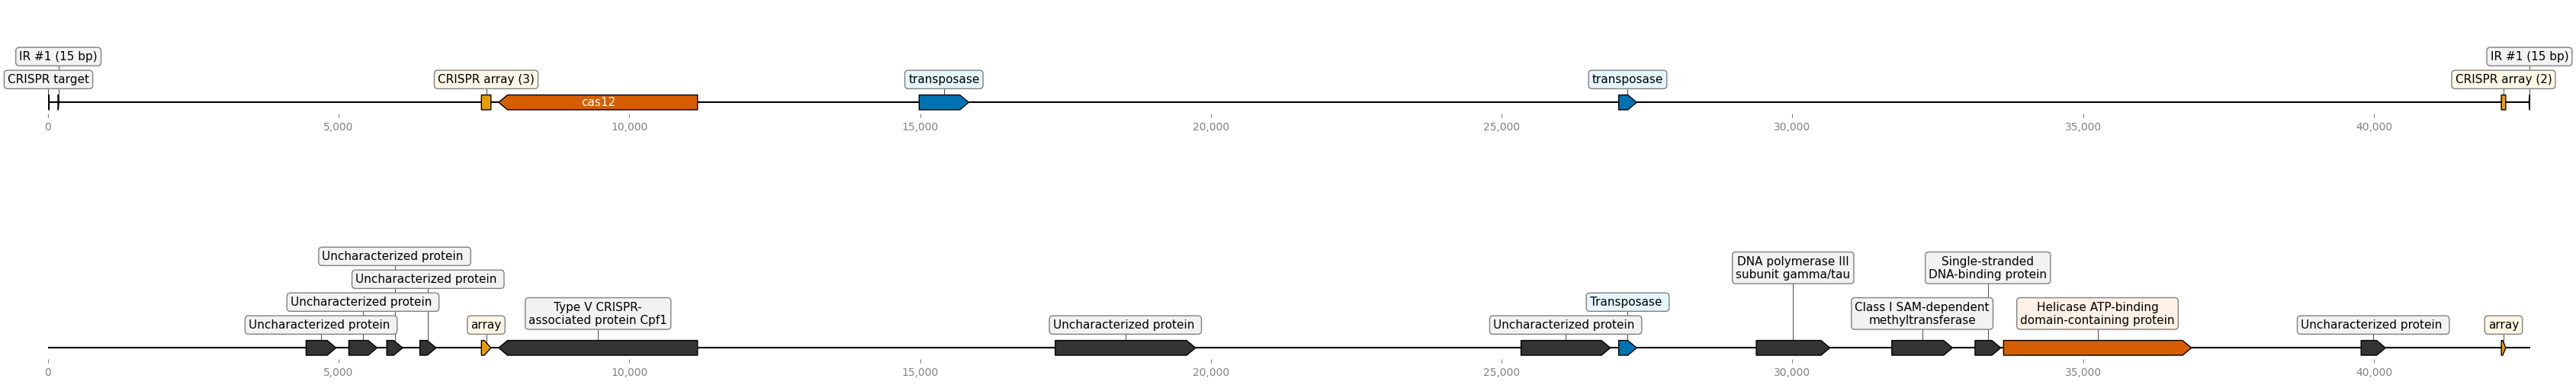 IR #1 (15 bp)
IR #1 (15 bp)
CRISPR target
CRISPR array (3)
transposase
transposase
CRISPR array (2)
cas12
0
5,000
10,000
15,000
20,000
25,000
30,000
35,000
40,000
Uncharacterized protein
DNA polymerase III
subunit gamma/tau
Single-stranded
DNA-binding protein
Uncharacterized protein
Uncharacterized protein
Transposase
Type V CRISPR-
associated protein Cpf1
Class I SAM-dependent
methyltransferase
Helicase ATP-binding
domain-containing protein
Uncharacterized protein
array
Uncharacterized protein
Uncharacterized protein
Uncharacterized protein
array
0
5,000
10,000
15,000
20,000
25,000
30,000
35,000
40,000